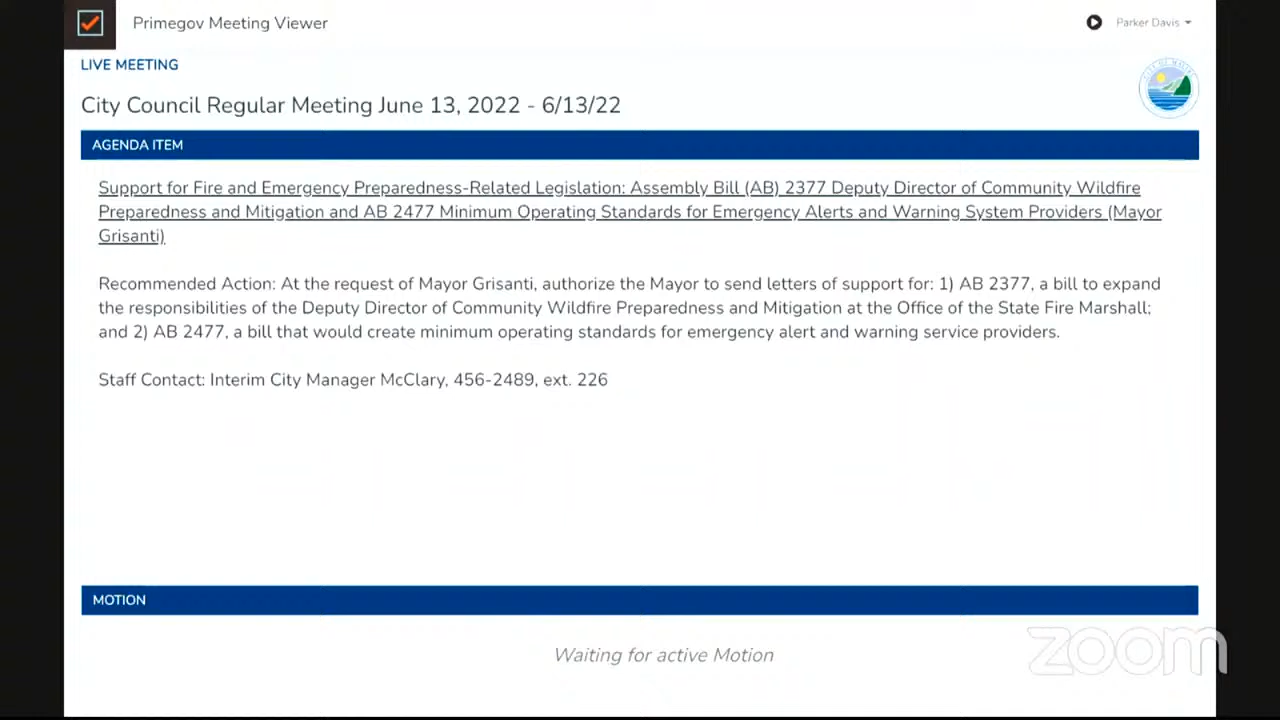 Primegov Meeting Viewer
Parker Davis
LIVE MEETING
City Council Regular Meeting June 13, 2022 - 6/13/22
CITY OF MALIBU
AGENDA ITEM
Support for Fire and Emergency Preparedness-Related Legislation: Assembly Bill (AB) 2377 Deputy Director of Community Wildfire
Preparedness and Mitigation and AB 2477 Minimum Operating Standards for Emergency Alerts and Warning System Providers (Mayor
Grisanti)
Recommended Action: At the request of Mayor Grisanti, authorize the Mayor to send letters of support for: 1) AB 2377, a bill to expand
the responsibilities of the Deputy Director of Community Wildfire Preparedness and Mitigation at the Office of the State Fire Marshall;
and 2) AB 2477, a bill that would create minimum operating standards for emergency alert and warning service providers.
Staff Contact: Interim City Manager McClary, 456-2489, ext. 226
MOTION
Waiting for active Motion
zoom